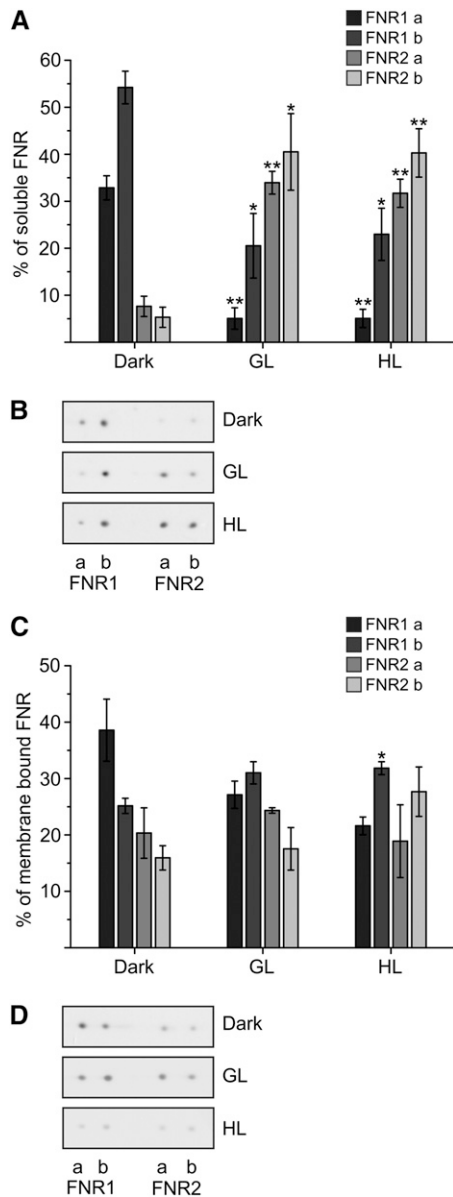 A
FNR1 a
FNR1 b
FNR2 a
FNR2 b
% of soluble FNR
60
50
40
30
20
10
** * ** *
** * ** **
Dark GL HL
B
Dark
GL
HL
a b a b
FNR1 FNR2
C
FNR1 a
FNR1 b
FNR2 a
FNR2 b
% of membrane bound FNR
50
40
30
20
10
*
Dark GL HL
D
Dark
GL
HL
a b a b
FNR1 FNR2